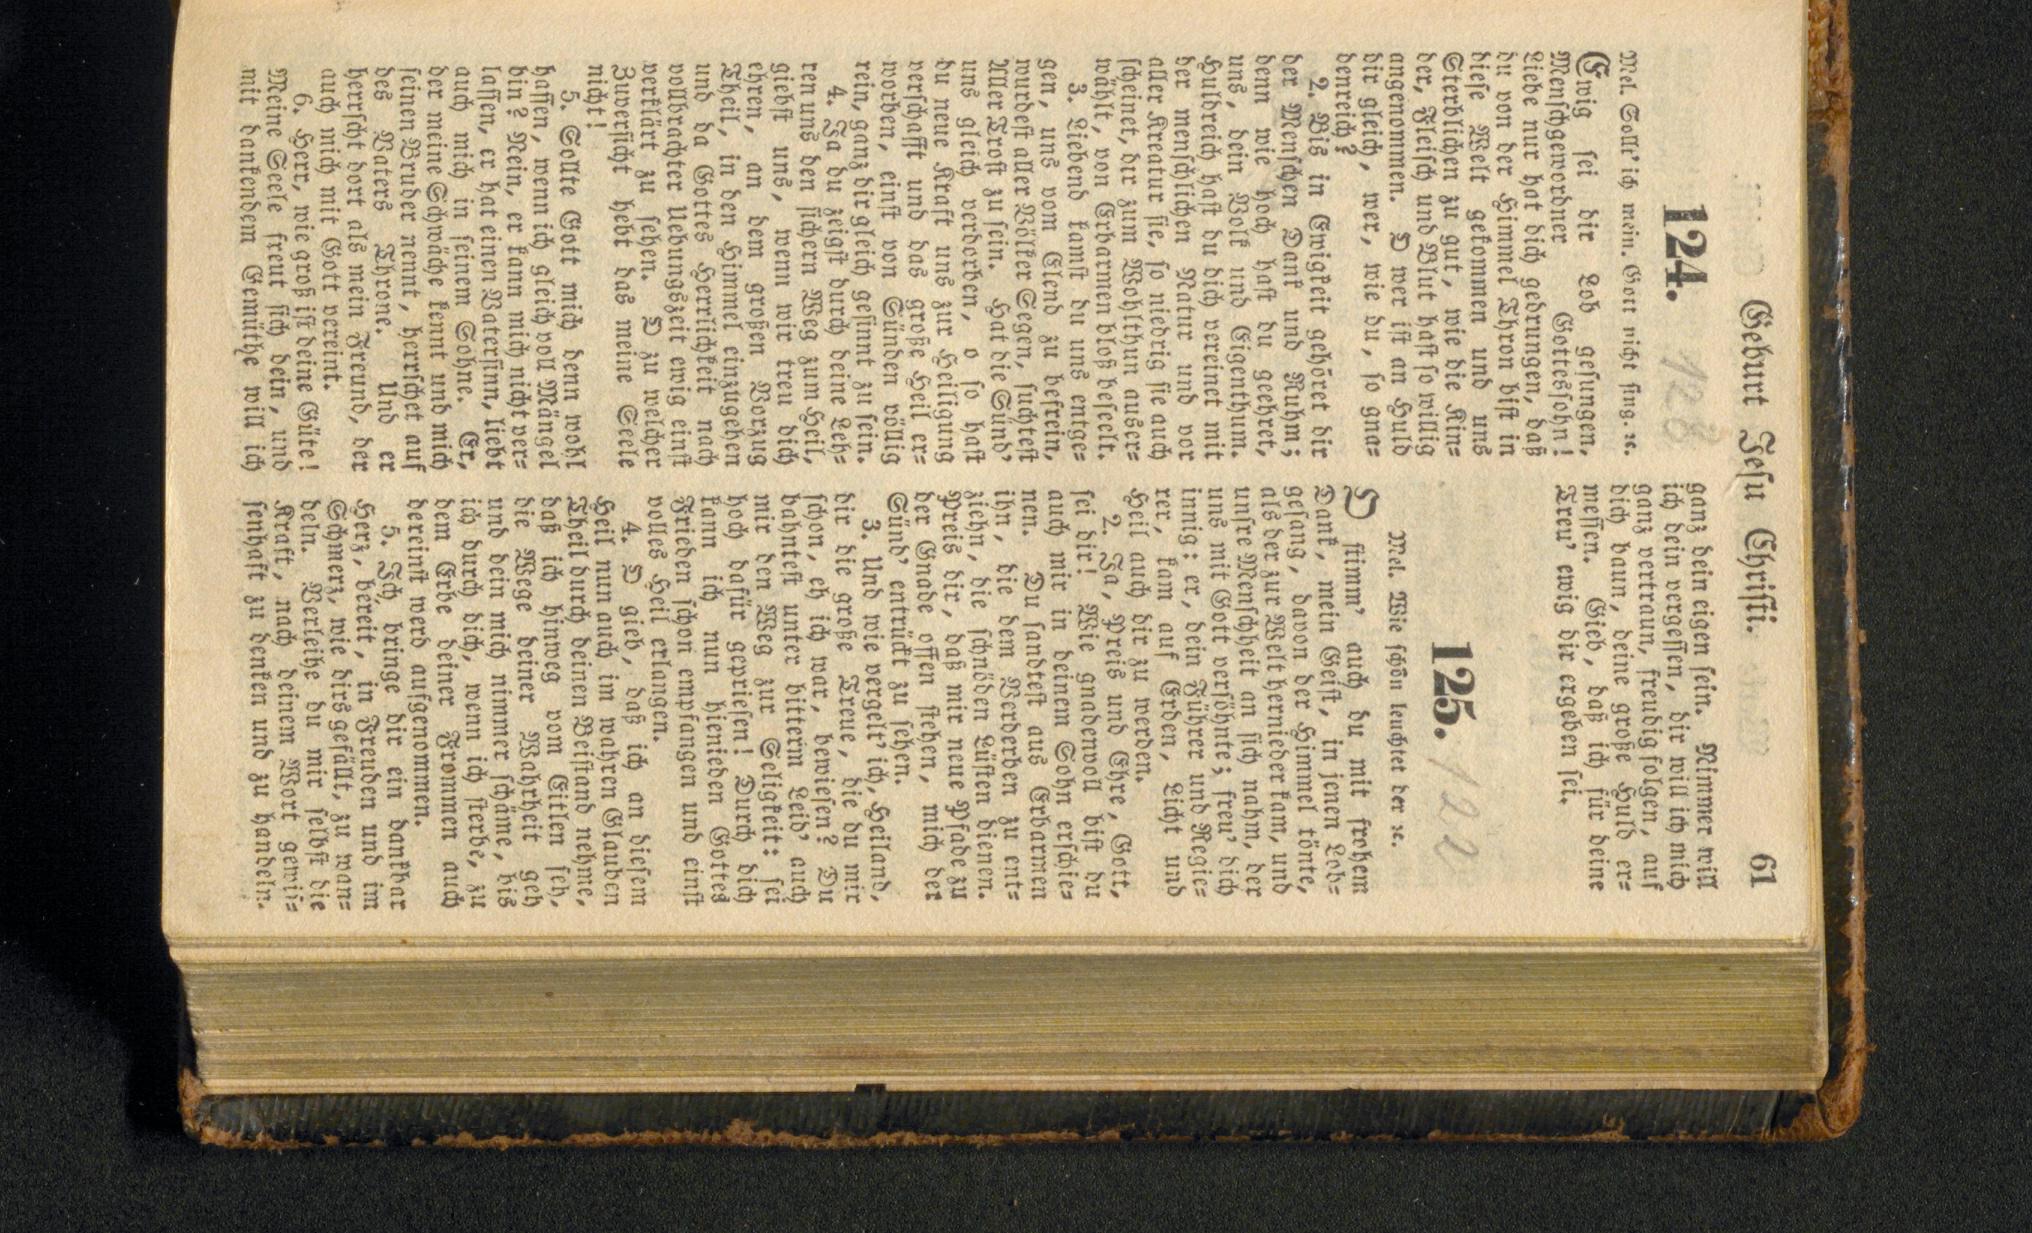 Geburt Jesu Christi. 61
124. 123
Mel. Sollt' ich mein. Gott nicht sing. ꝛc.
Ewig sei dir Lob gesungen,
Menschgewordner Gottessohn!
Liebe nur hat dich gedrungen, daß
du von der Himmel Thron bist in
diese Welt gekommen und uns
Sterblichen zu gut, wie die Kin-
der, Fleisch und Blut hast so willig
angenommen. O wer ist an Huld
dir gleich, wer, wie du, so gna-
denreich?
2. Bis in Ewigkeit gehöret dir
der Menschen Dank und Ruhm;
denn wie hoch hast du geehret,
uns, dein Volk und Eigenthum.
Huldreich hast du dich vereinet mit
der menschlichen Natur und vor
aller Kreatur sie, so niedrig sie auch
scheinet, der zum Wohlthun auser-
wählt, von Erbarmen bloß beseelt.
3. Liebend kamst du uns entge-
gen, uns vom Elend zu befrein,
wurdest aller Völker Segen, suchtest
Aller Trost zu sein. Hat die Sünd'
uns gleich verdorben, o so hast
du neue Kraft uns zur Heiligung
verschafft und das große Heil er-
worben, einst von Sünden völlig
rein, ganz dir gleich gesinnt zu sein.
4. Ja du zeigst durch deine Leh-
ren uns den sichern Weg zum Heil,
giebst uns, wenn wir treu dich
ehren, an dem großen Vorzug
Theil, in den Himmel einzugehen
und da Gottes Herrlichkeit nach
vollbrachter Uebungszeit ewig einst
verklärt zu sehen. O zu welcher
Zuversicht hebt das meine Seele
nicht!
5. Sollte Gott mich denn wohl
hassen, wenn ich gleich voll Mängel
bin? Nein, er kann mich nicht ver-
lassen, er hat einen Vatersinn, liebt
auch mich in seinem Sohne. Er,
der meine Schwäche kennt und mich
seinen Bruder nennt, herrschet auf
des Vaters Throne. Und er
herrscht dort als mein Freund, der
auch mich mit Gott vereint.
6. Herr, wie groß ist deine Güte!
Meine Seele freut sich dein, und
mit dankendem Gemüthe will ich
ganz dein eigen sein. Nimmer will
ich dein vergessen, dir will ich mich
ganz vertraun, freudig folgen, auf
dich baun, deine große Huld er-
messen. Gieb, daß ich für deine
Treu' ewig dir ergeben sei.
125. 122
Mel. Wie schön leuchtet der ꝛc.
O stimm' auch du mit frohem
Dank, mein Geist, in jenen Lob-
gesang, davon der Himmel tönte,
als der zur Welt hernieder kam, und
unsre Menschheit an sich nahm, der
uns mit Gott versöhnte; freu' dich
innig: er, dein Führer und Regie-
rer, kam auf Erden, Licht und
Heil auch dir zu werden.
2. Ja, Preis und Ehre, Gott,
sei dir! Wie gnadenvoll bist du
auch mir in deinem Sohn erschie-
nen. Du sandtest aus Erbarmen
ihn, die dem Verderben zu ent-
ziehn, die schnöden Lüsten dienen.
Preis dir, daß mir neue Pfade zu
der Gnade offen stehen, mich der
Sünd' entrückt zu sehen.
3. Und wie vergelt' ich, Heiland,
dir die große Treue, die du mir
schon, eh ich war, bewiesen? Du
bahntest unter bitterm Leid' auch
mir den Weg zur Seligkeit: sei
hoch dafür gepriesen! Durch dich
kann ich nun hienieden Gottes
Frieden schon empfangen und einst
volles Heil erlangen.
4. O gieb, daß ich an diesem
Heil nun auch im wahren Glauben
Theil durch deinen Beistand nehme,
daß ich hinweg vom Eitlen seh,
die Wege deiner Wahrheit geh
und dein mich nimmer schäme, bis
ich durch dich, wenn ich sterbe, zu
dem Erbe deiner Frommen auch
dereinst werd aufgenommen.
5. Ich bringe dir ein dankbar
Herz, bereit, in Freuden und im
Schmerz, wie dirs gefällt, zu wan-
deln. Verleihe du mir selbst die
Kraft, nach deinem Wort gewis-
senhaft zu denken und zu handeln.